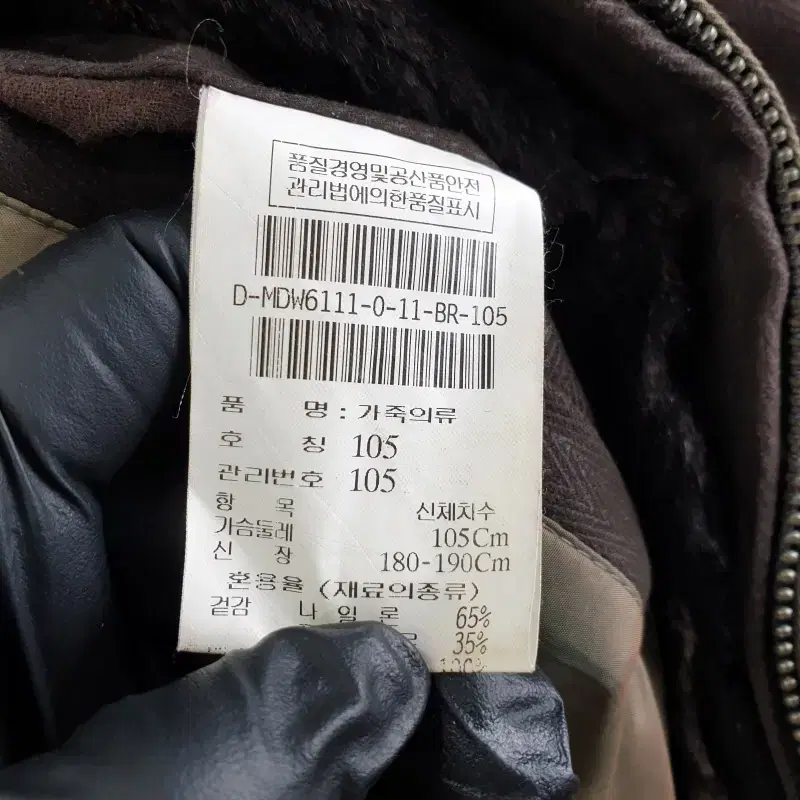 품질경영및공산품안전
관리법에의한품질표시
D-MDW6111-0-11-BR-105
품 명 : 가죽의류
호 칭 105
관리번호 105
항 목 신체치수
가슴둘레 105Cm
신 장 180-190Cm
혼용율 (재료의종류)
겉감 나 일 론 65%
35%
100%